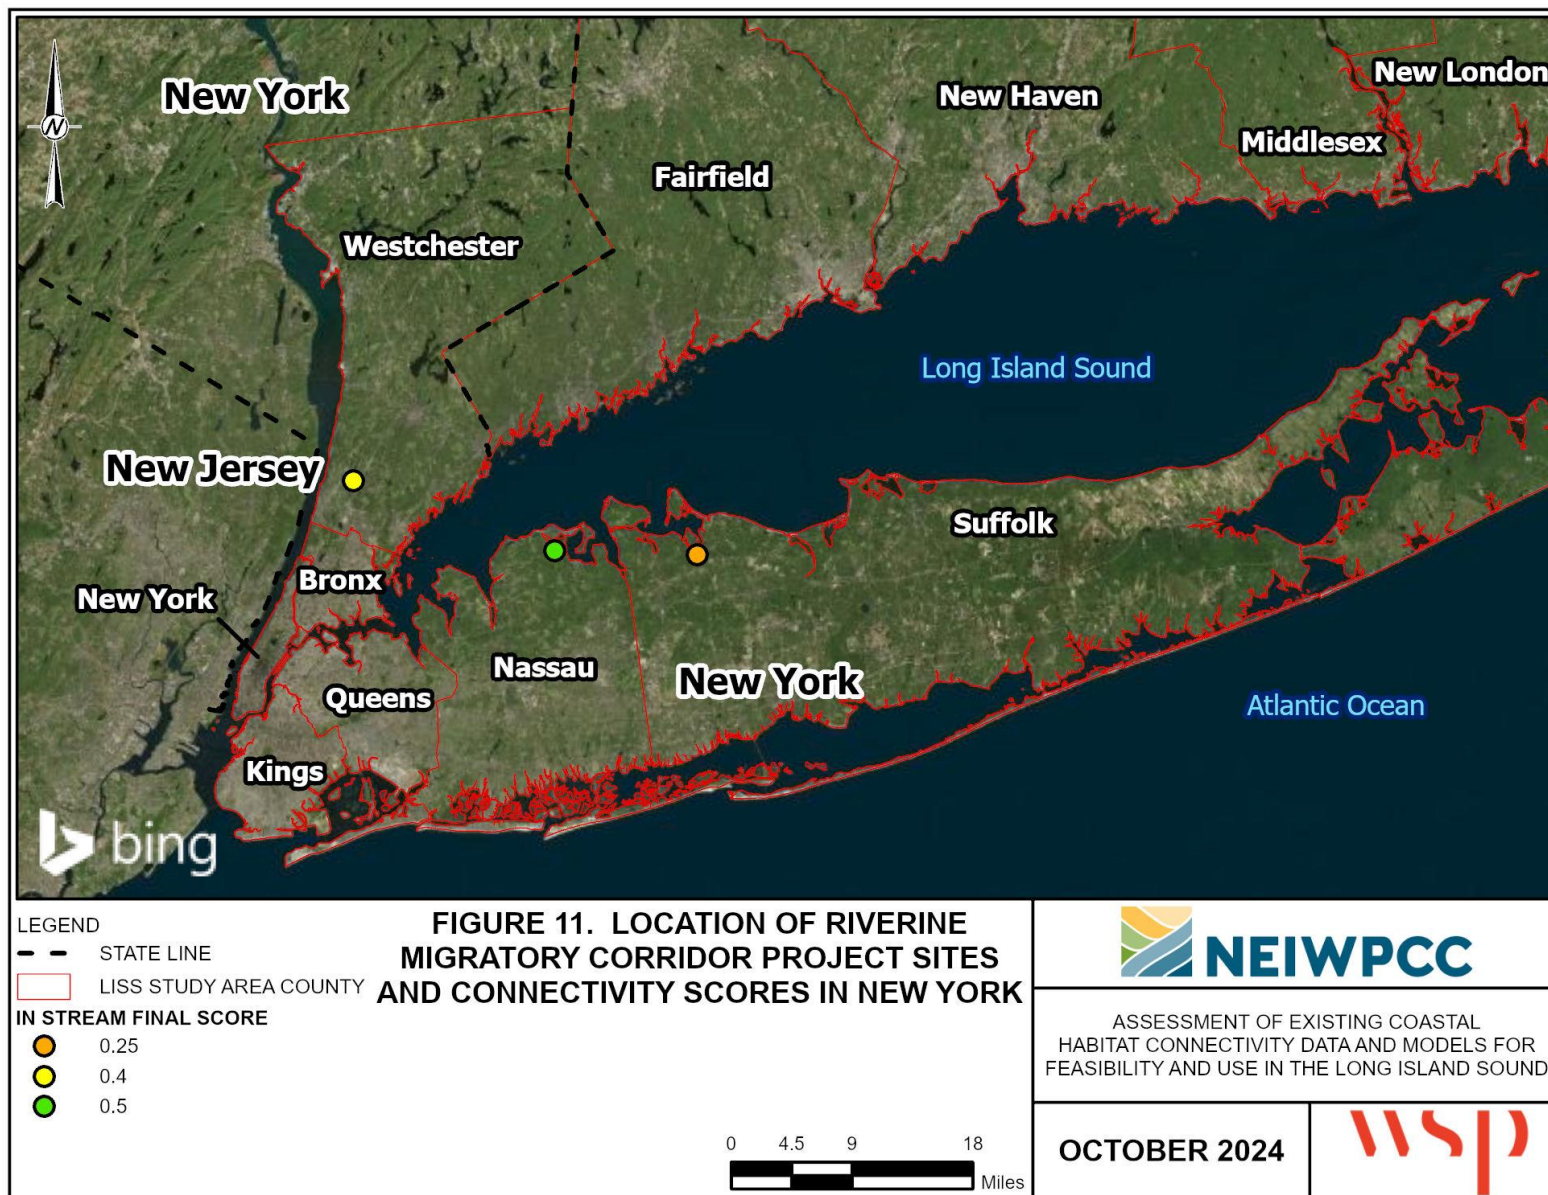 N
New York
New Haven
New London
Middlesex
Fairfield
Westchester
Long Island Sound
New Jersey
Suffolk
Bronx
New York
Nassau
New York
Queens
Atlantic Ocean
Kings
bing
LEGEND
STATE LINE
LISS STUDY AREA COUNTY
IN STREAM FINAL SCORE
0.25
0.4
0.5
FIGURE 11. LOCATION OF RIVERINE
MIGRATORY CORRIDOR PROJECT SITES
AND CONNECTIVITY SCORES IN NEW YORK
0 4.5 9 18
Miles
NEIWPCC
ASSESSMENT OF EXISTING COASTAL
HABITAT CONNECTIVITY DATA AND MODELS FOR
FEASIBILITY AND USE IN THE LONG ISLAND SOUND
OCTOBER 2024
wsp